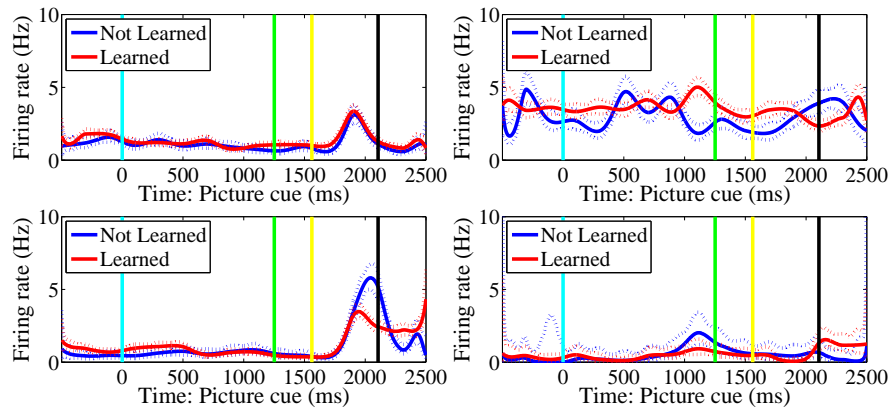 Firing rate (Hz)
10
5
0
Not Learned
Learned
0 500 1000 1500 2000 2500
Time: Picture cue (ms)
Firing rate (Hz)
10
5
0
Not Learned
Learned
0 500 1000 1500 2000 2500
Time: Picture cue (ms)
Firing rate (Hz)
10
5
0
Not Learned
Learned
0 500 1000 1500 2000 2500
Time: Picture cue (ms)
Firing rate (Hz)
10
5
0
Not Learned
Learned
0 500 1000 1500 2000 2500
Time: Picture cue (ms)